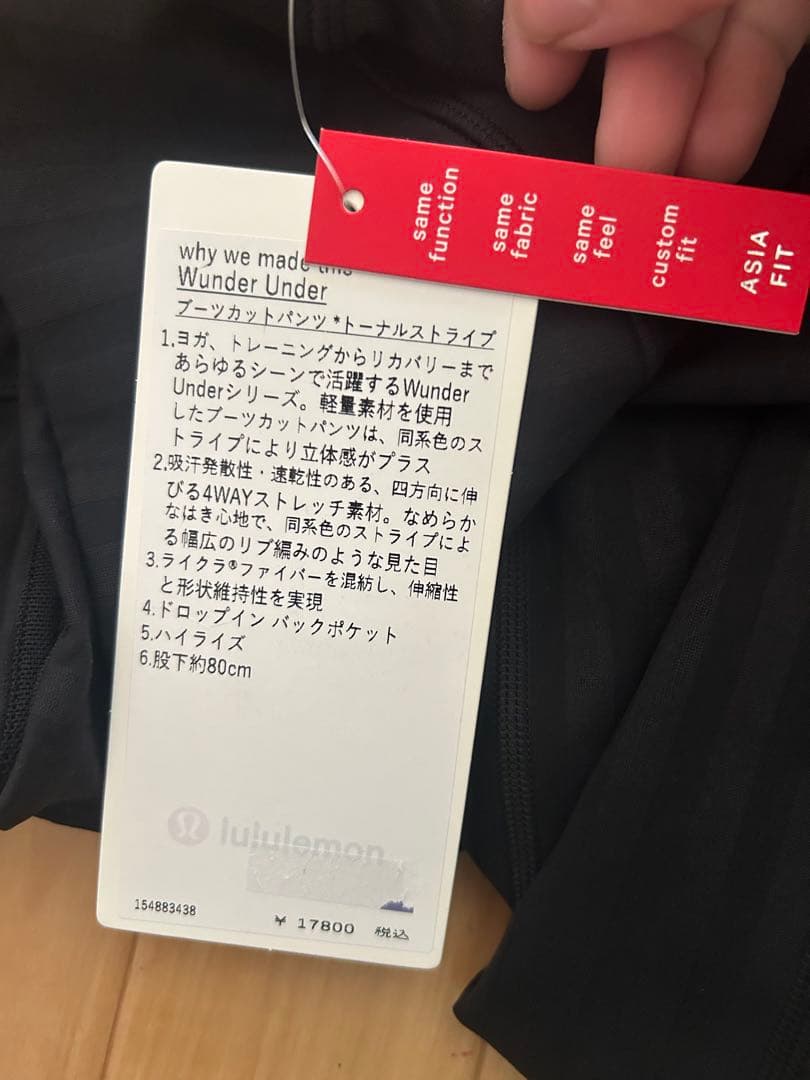 same function
same fabric
same feel
custom fit
ASIA FIT
why we made this
Wunder Under
ブーツカットパンツ *トーナルストライプ
1.ヨガ、トレーニングからリカバリーまで
あらゆるシーンで活躍するWunder
Underシリーズ。軽量素材を使用
したブーツカットパンツは、同系色のス
トライプにより立体感がプラス
2.吸汗発散性・速乾性のある、四方向に伸
びる4WAYストレッチ素材。なめらか
なはき心地で、同系色のストライプによ
る幅広のリブ編みのような見た目
3.ライクラ®ファイバーを混紡し、伸縮性
と形状維持性を実現
4.ドロップイン バックポケット
5.ハイライズ
6.股下約80cm
lululemon
154883438
¥ 17800 税込